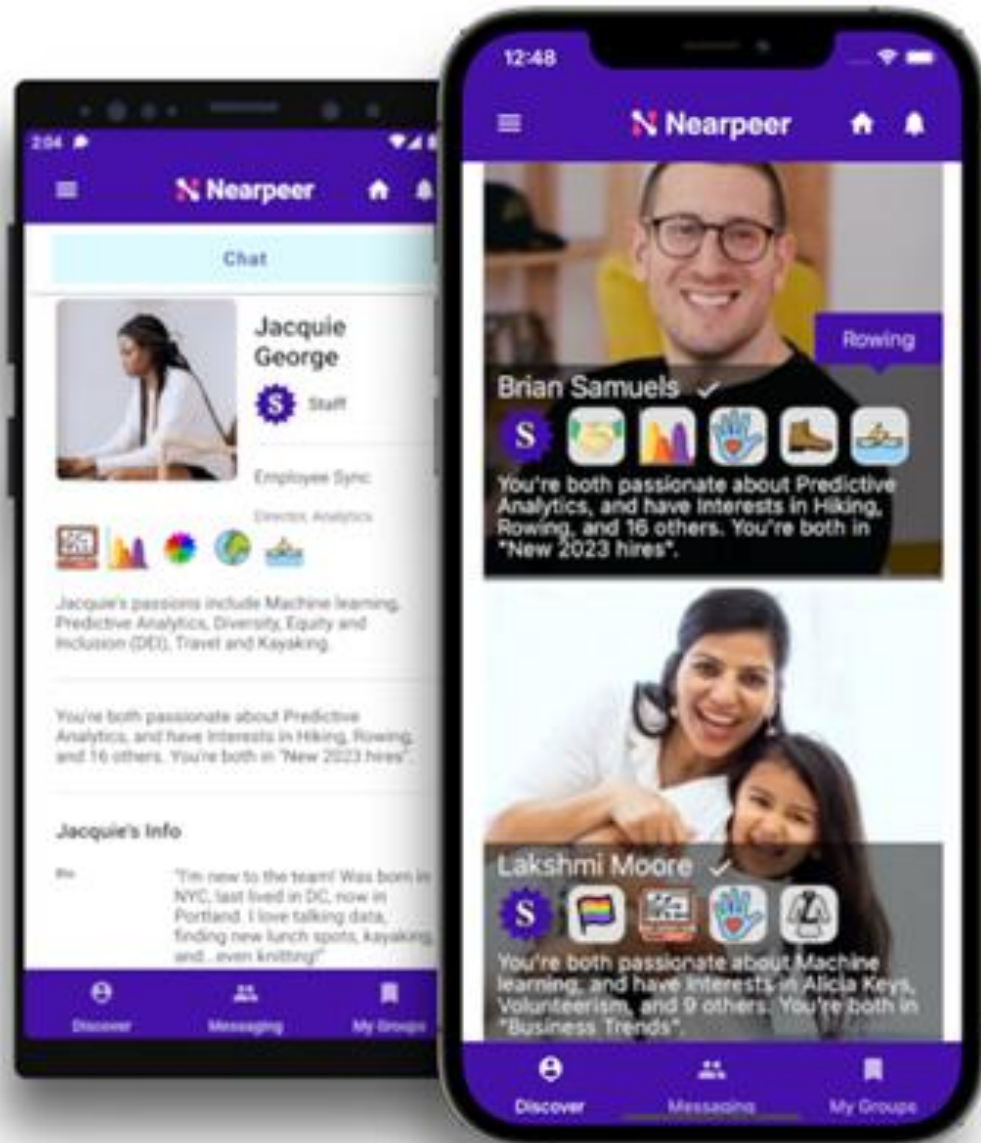 2:04
Nearpeer
Chat
Jacquie
George
S Staff
Employee Sync
Director, Analytics
Jacquie's passions include Machine learning,
Predictive Analytics, Diversity, Equity and
Inclusion (DEI), Travel and Kayaking.
You're both passionate about Predictive
Analytics, and have Interests in Hiking, Rowing,
and 16 others. You're both in "New 2023 hires".
Jacquie's Info
Bio
"I'm new to the team! Was born in
NYC, last lived in DC, now in
Portland. I love talking data,
finding new lunch spots, kayaking,
and...even knitting!"
Discover Messaging My Groups
12:48
Nearpeer
Rowing
Brian Samuels
S
You're both passionate about Predictive
Analytics, and have Interests in Hiking,
Rowing, and 16 others. You're both in
"New 2023 hires".
Lakshmi Moore
S
You're both passionate about Machine
learning, and have Interests in Alicia Keys,
Volunteerism, and 9 others. You're both in
"Business Trends".
Discover Messaging My Groups